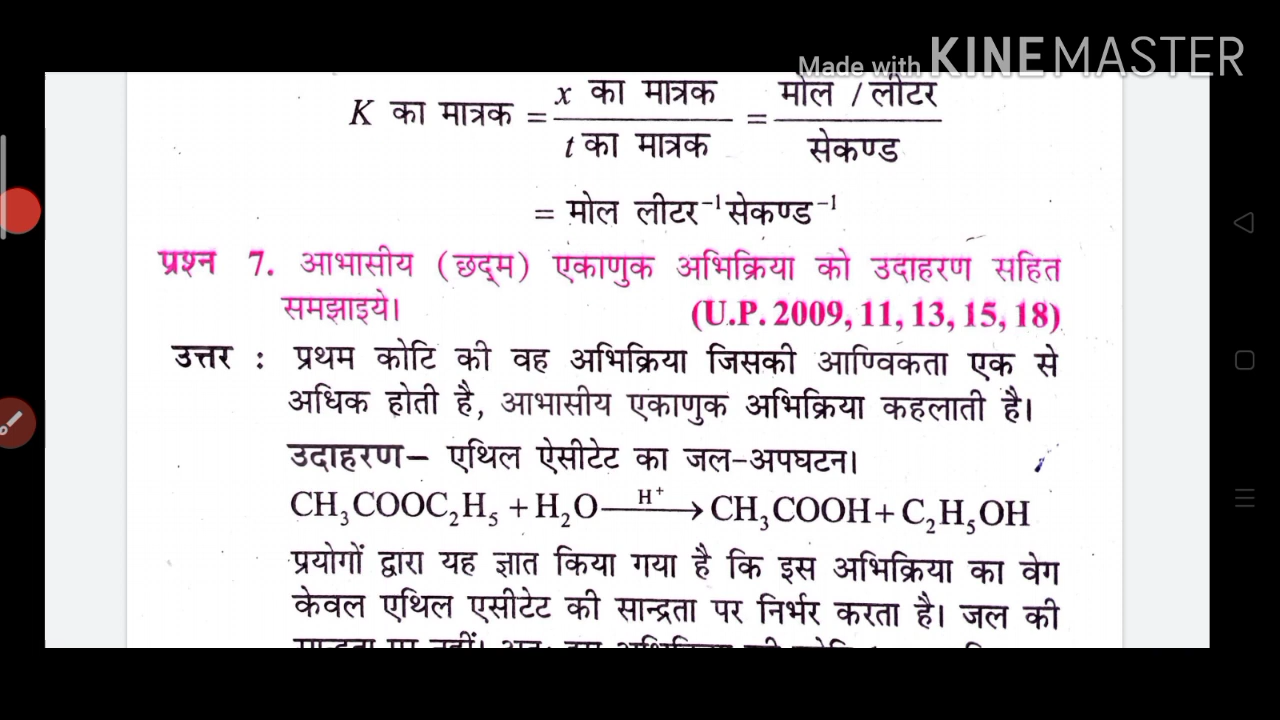 Made with KINEMASTER
K का मात्रक = x का मात्रक / t का मात्रक = मोल / लीटर / सेकण्ड
= मोल लीटर⁻¹ सेकण्ड⁻¹
प्रश्न 7. आभासीय (छद्म) एकाणुक अभिक्रिया को उदाहरण सहित
समझाइये। (U.P. 2009, 11, 13, 15, 18)
उत्तर : प्रथम कोटि की वह अभिक्रिया जिसकी आण्विकता एक से
अधिक होती है, आभासीय एकाणुक अभिक्रिया कहलाती है।
उदाहरण– एथिल ऐसीटेट का जल-अपघटन।
CH₃COOC₂H₅ + H₂O —H⁺→ CH₃COOH + C₂H₅OH
प्रयोगों द्वारा यह ज्ञात किया गया है कि इस अभिक्रिया का वेग
केवल एथिल एसीटेट की सान्द्रता पर निर्भर करता है। जल की